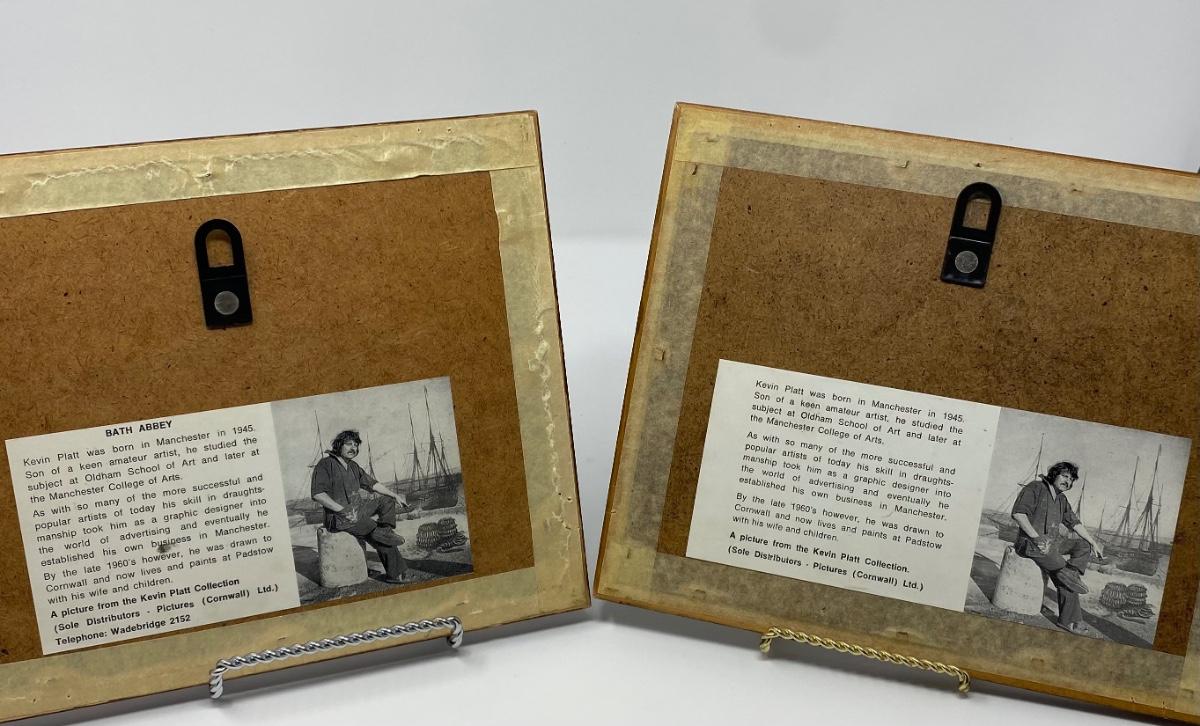 BATH ABBEY
Kevin Platt was born in Manchester in 1945.
Son of a keen amateur artist, he studied the
subject at Oldham School of Art and later at
the Manchester College of Arts.
As with so many of the more successful and
popular artists of today his skill in draughts-
manship took him as a graphic designer into
the world of advertising and eventually he
established his own business in Manchester.
By the late 1960's however, he was drawn to
Cornwall and now lives and paints at Padstow
with his wife and children.
A picture from the Kevin Platt Collection
(Sole Distributors - Pictures (Cornwall) Ltd.)
Telephone: Wadebridge 2152
Kevin Platt was born in Manchester in 1945.
Son of a keen amateur artist, he studied the
subject at Oldham School of Art and later at
the Manchester College of Arts.
As with so many of the more successful and
popular artists of today his skill in draughts-
manship took him as a graphic designer into
the world of advertising and eventually he
established his own business in Manchester.
By the late 1960's however, he was drawn to
Cornwall and now lives and paints at Padstow
with his wife and children.
A picture from the Kevin Platt Collection.
(Sole Distributors - Pictures (Cornwall) Ltd.)